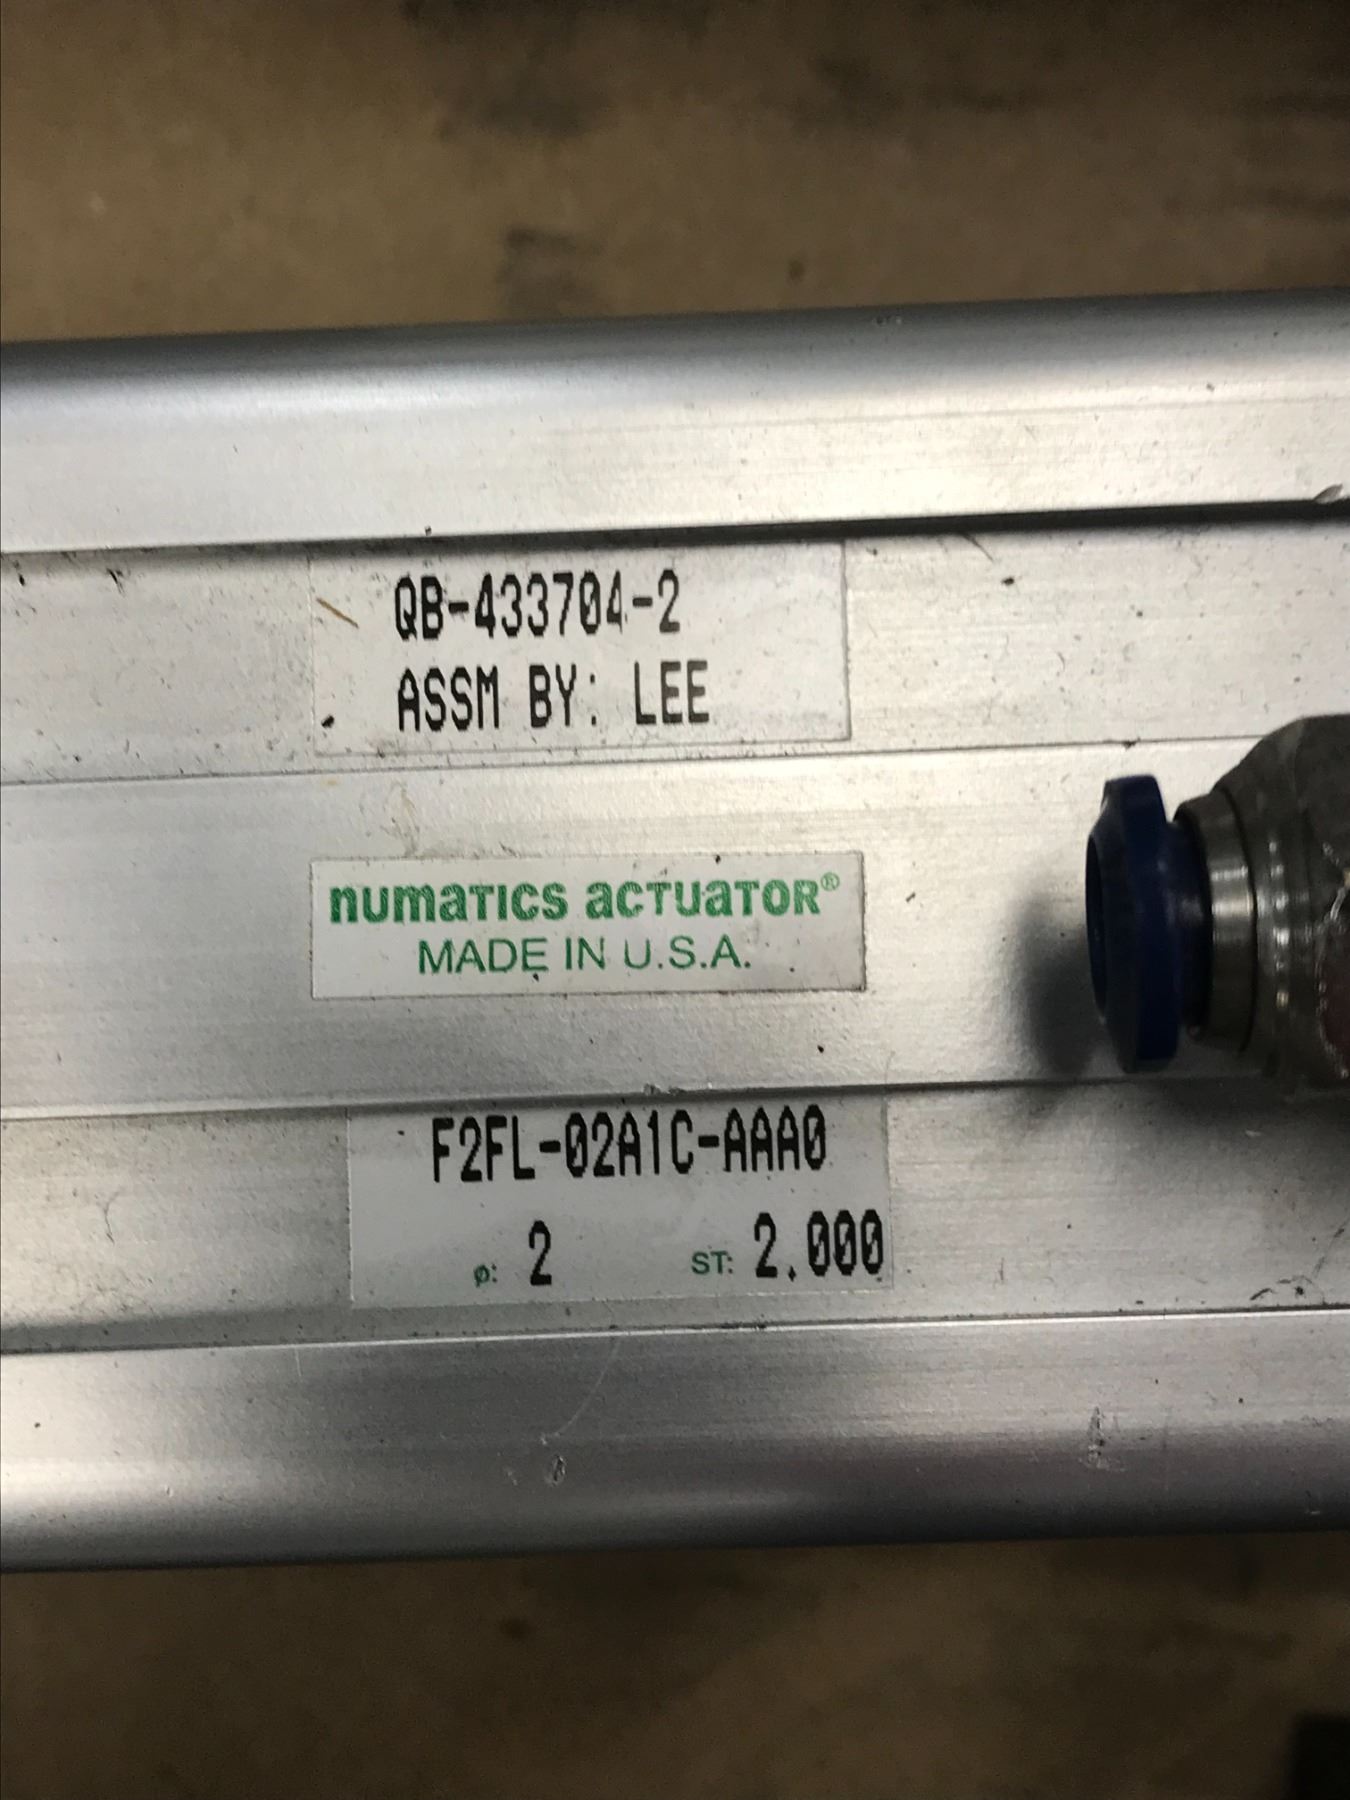 QB-433704-2
ASSM BY: LEE
numatics actuator®
MADE IN U.S.A.
F2FL-02A1C-AAA0
ø: 2 ST: 2.000